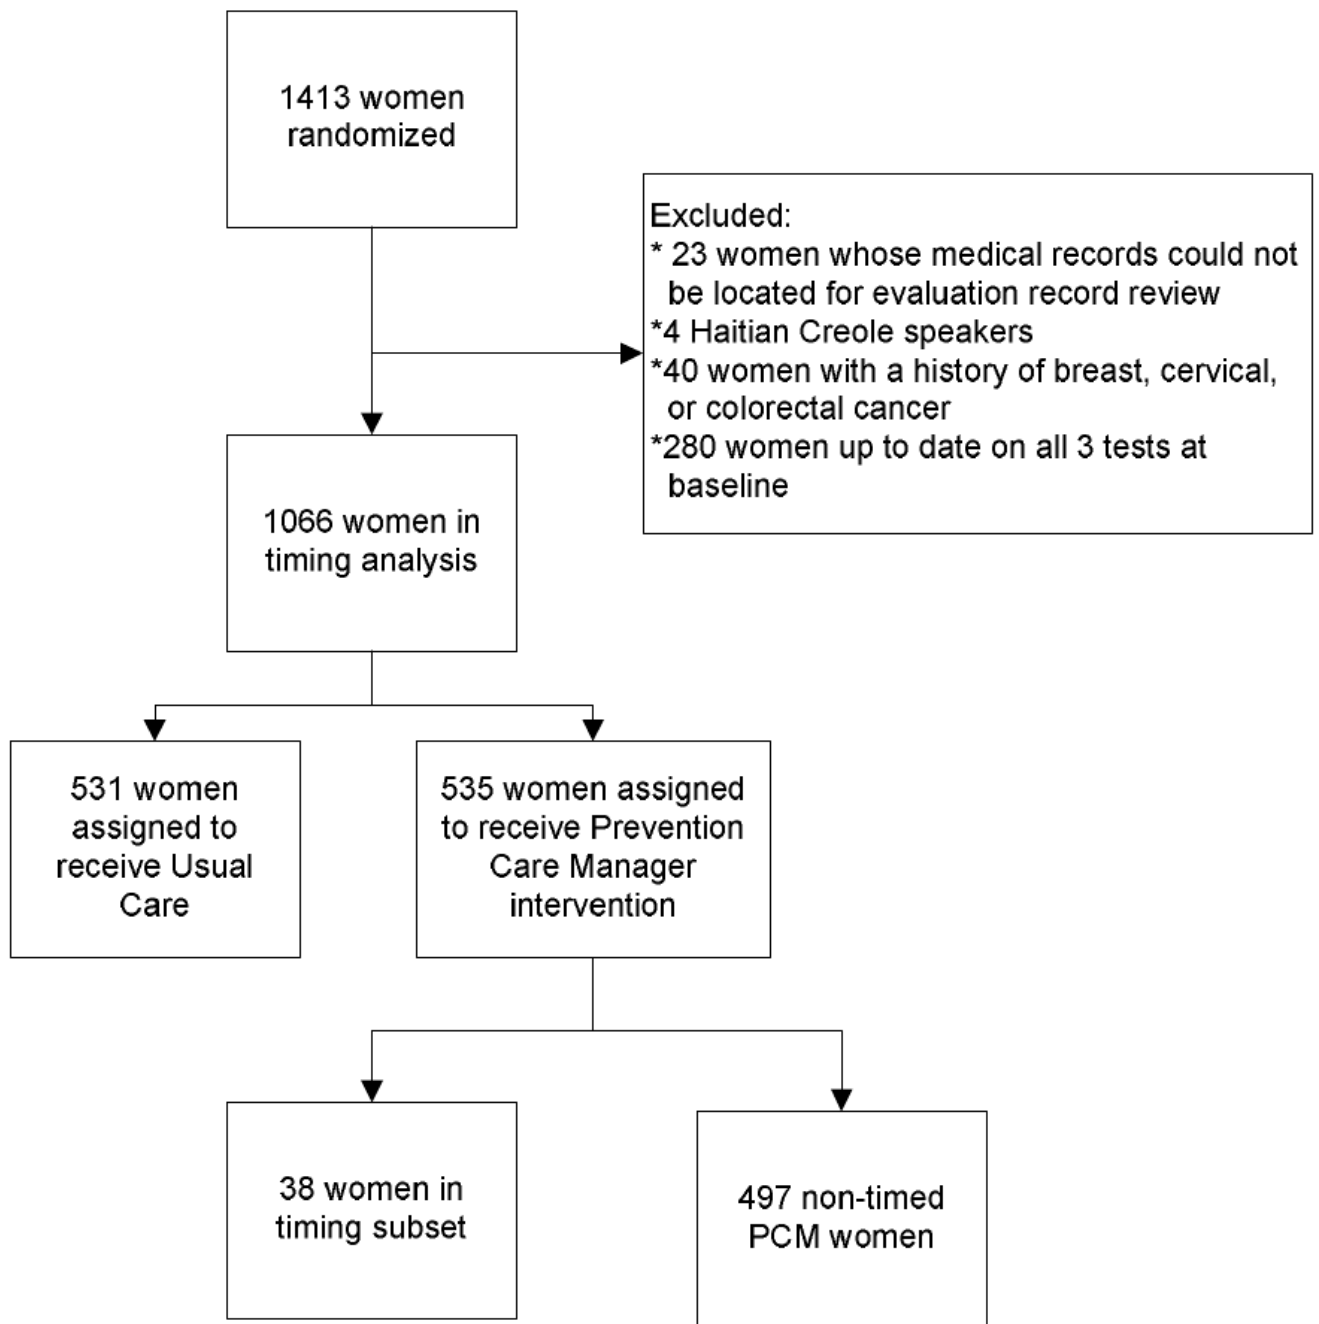 1413 women
randomized
Excluded:
* 23 women whose medical records could not
be located for evaluation record review
*4 Haitian Creole speakers
*40 women with a history of breast, cervical,
or colorectal cancer
*280 women up to date on all 3 tests at
baseline
1066 women in
timing analysis
531 women
assigned to
receive Usual
Care
535 women assigned
to receive Prevention
Care Manager
intervention
38 women in
timing subset
497 non-timed
PCM women